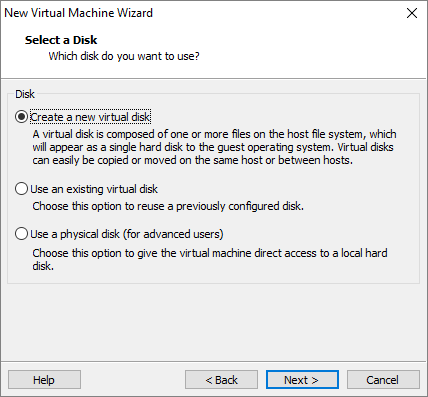 New Virtual Machine Wizard
Select a Disk
Which disk do you want to use?
Disk
Create a new virtual disk
A virtual disk is composed of one or more files on the host file system, which
will appear as a single hard disk to the guest operating system. Virtual disks
can easily be copied or moved on the same host or between hosts.
Use an existing virtual disk
Choose this option to reuse a previously configured disk.
Use a physical disk (for advanced users)
Choose this option to give the virtual machine direct access to a local hard
disk.
Help
< Back
Next >
Cancel